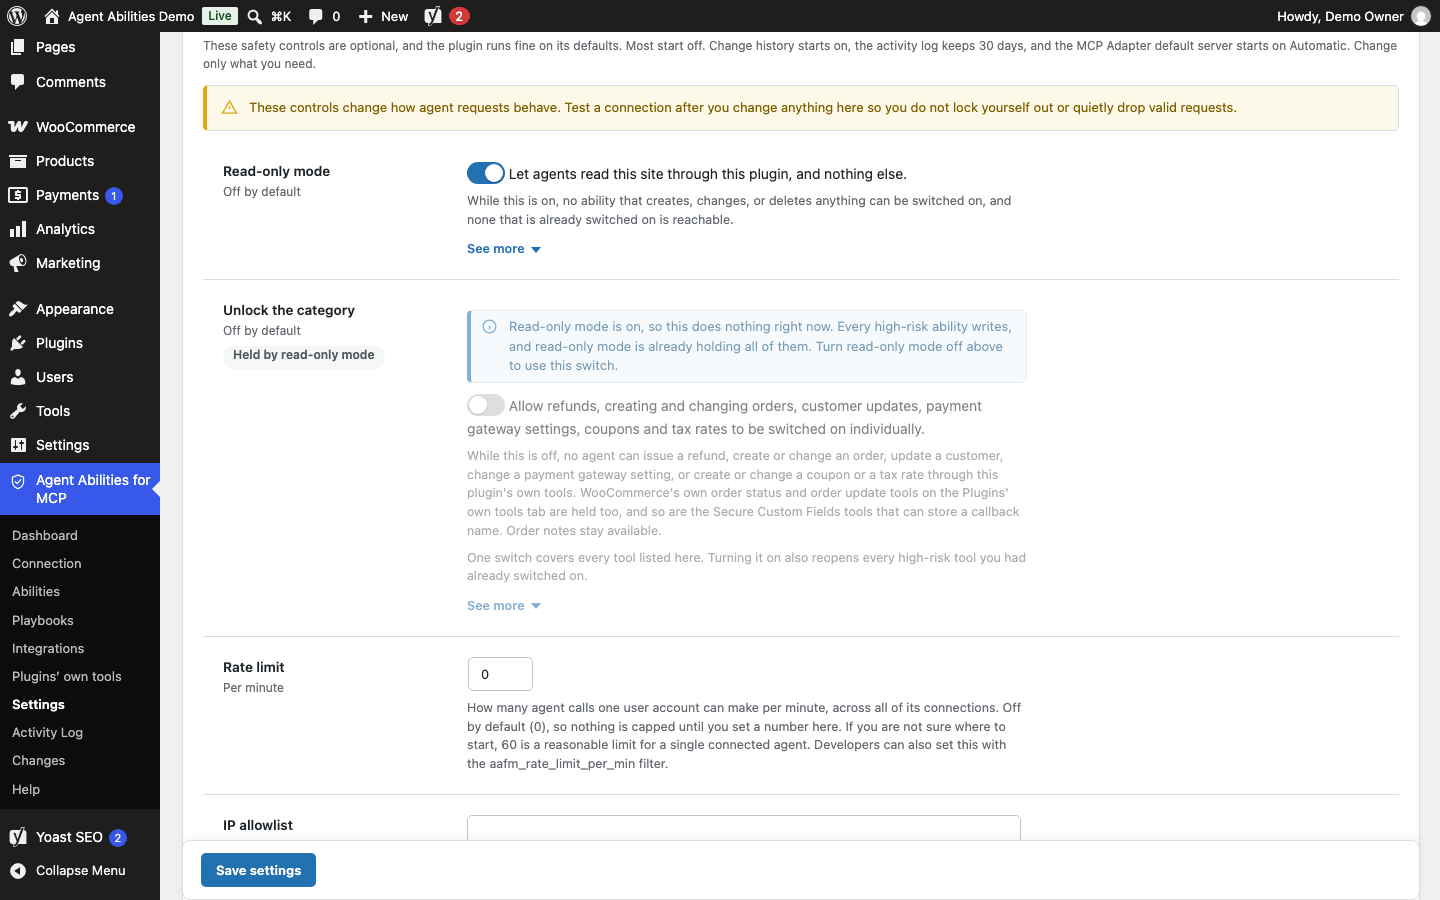 Agent Abilities Demo
Live
⌘K
0
New
2
Howdy, Demo Owner
Pages
Comments
WooCommerce
Products
Payments 1
Analytics
Marketing
Appearance
Plugins
Users
Tools
Settings
Agent Abilities for
MCP
Dashboard
Connection
Abilities
Playbooks
Integrations
Plugins’ own tools
Settings
Activity Log
Changes
Help
Yoast SEO 2
Collapse Menu
These safety controls are optional, and the plugin runs fine on its defaults. Most start off. Change history starts on, the activity log keeps 30 days, and the MCP Adapter default server starts on Automatic. Change
only what you need.
These controls change how agent requests behave. Test a connection after you change anything here so you do not lock yourself out or quietly drop valid requests.
Read-only mode
Off by default
Let agents read this site through this plugin, and nothing else.
While this is on, no ability that creates, changes, or deletes anything can be switched on, and
none that is already switched on is reachable.
See more
Unlock the category
Off by default
Held by read-only mode
Read-only mode is on, so this does nothing right now. Every high-risk ability writes,
and read-only mode is already holding all of them. Turn read-only mode off above
to use this switch.
Allow refunds, creating and changing orders, customer updates, payment
gateway settings, coupons and tax rates to be switched on individually.
While this is off, no agent can issue a refund, create or change an order, update a customer,
change a payment gateway setting, or create or change a coupon or a tax rate through this
plugin's own tools. WooCommerce's own order status and order update tools on the Plugins'
own tools tab are held too, and so are the Secure Custom Fields tools that can store a callback
name. Order notes stay available.
One switch covers every tool listed here. Turning it on also reopens every high-risk tool you had
already switched on.
See more
Rate limit
Per minute
0
How many agent calls one user account can make per minute, across all of its connections. Off
by default (0), so nothing is capped until you set a number here. If you are not sure where to
start, 60 is a reasonable limit for a single connected agent. Developers can also set this with
the aafm_rate_limit_per_min filter.
IP allowlist
Save settings